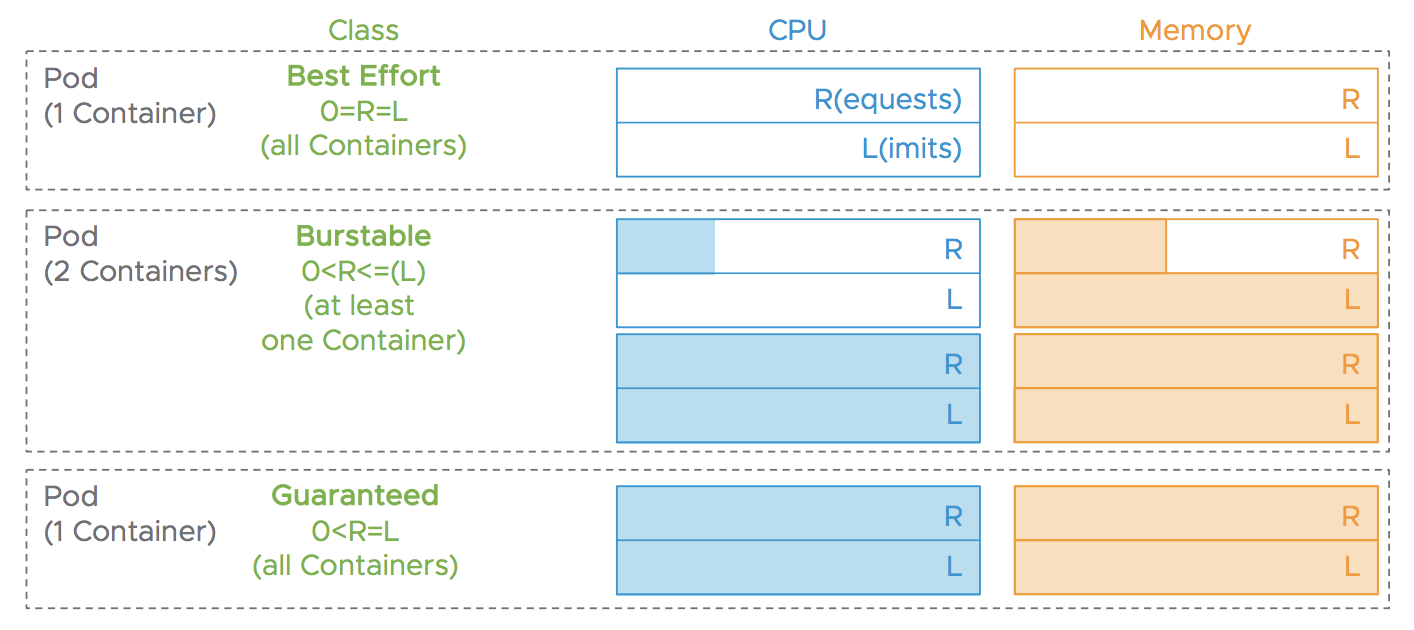 Class
CPU
Memory
Pod
(1 Container)
Best Effort
0=R=L
(all Containers)
R(equests)
L(imits)
R
L
Pod
(2 Containers)
Burstable
0<R<=(L)
(at least
one Container)
R
L
R
L
R
L
R
L
Pod
(1 Container)
Guaranteed
0<R=L
(all Containers)
R
L
R
L